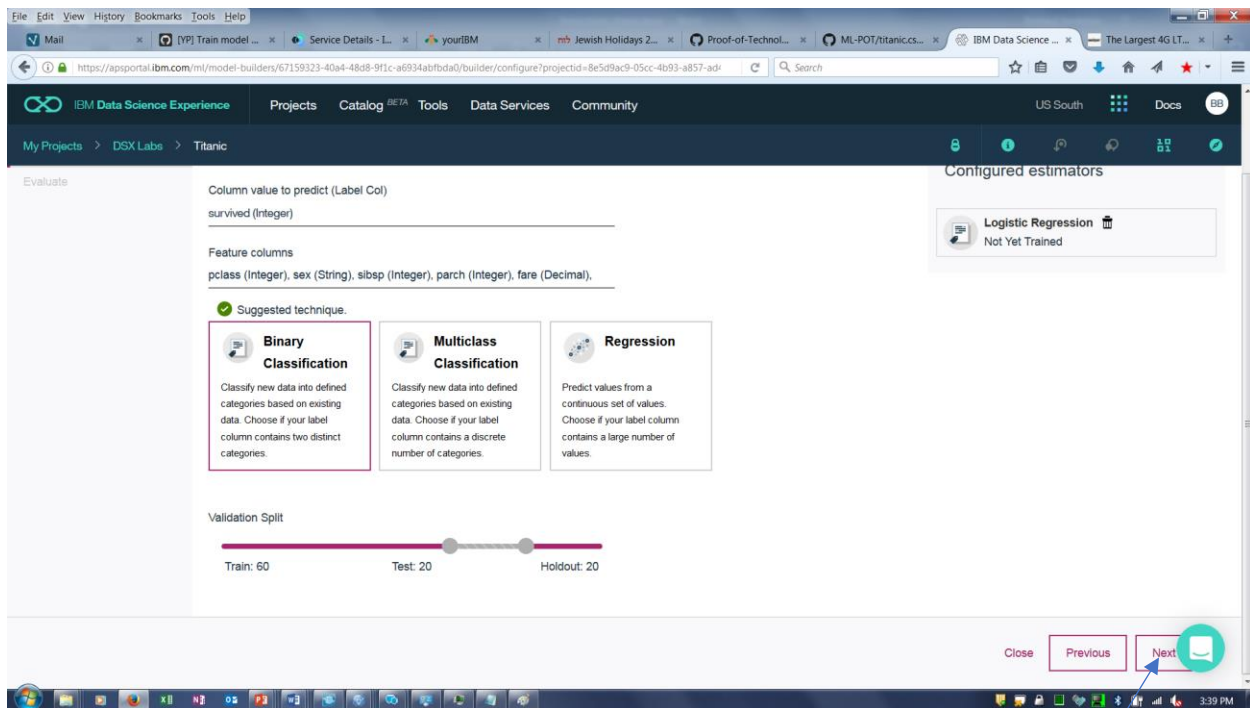 File Edit View History Bookmarks Tools Help
Mail
[YP] Train model ...
Service Details - I...
yourIBM
Jewish Holidays 2...
Proof-of-Technol...
ML-POT/titanic.cs...
IBM Data Science ...
The Largest 4G LT...
https://apsportal.ibm.com/ml/model-builders/67159323-40a4-48d8-9f1c-a6934abfbda0/builder/configure?projectid=8e5d9ac9-05cc-4b93-a857-ad
Search
IBM Data Science Experience
Projects
Catalog BETA
Tools
Data Services
Community
US South
Docs
BB
My Projects > DSX Labs > Titanic
Evaluate
Column value to predict (Label Col)
survived (Integer)
Feature columns
pclass (Integer), sex (String), sibsp (Integer), parch (Integer), fare (Decimal),
Suggested technique.
Binary
Classification
Classify new data into defined
categories based on existing
data. Choose if your label
column contains two distinct
categories.
Multiclass
Classification
Classify new data into defined
categories based on existing
data. Choose if your label
column contains a discrete
number of categories.
Regression
Predict values from a
continuous set of values.
Choose if your label column
contains a large number of
values.
Configured estimators
Logistic Regression
Not Yet Trained
Validation Split
Train: 60
Test: 20
Holdout: 20
Close
Previous
Next
3:39 PM